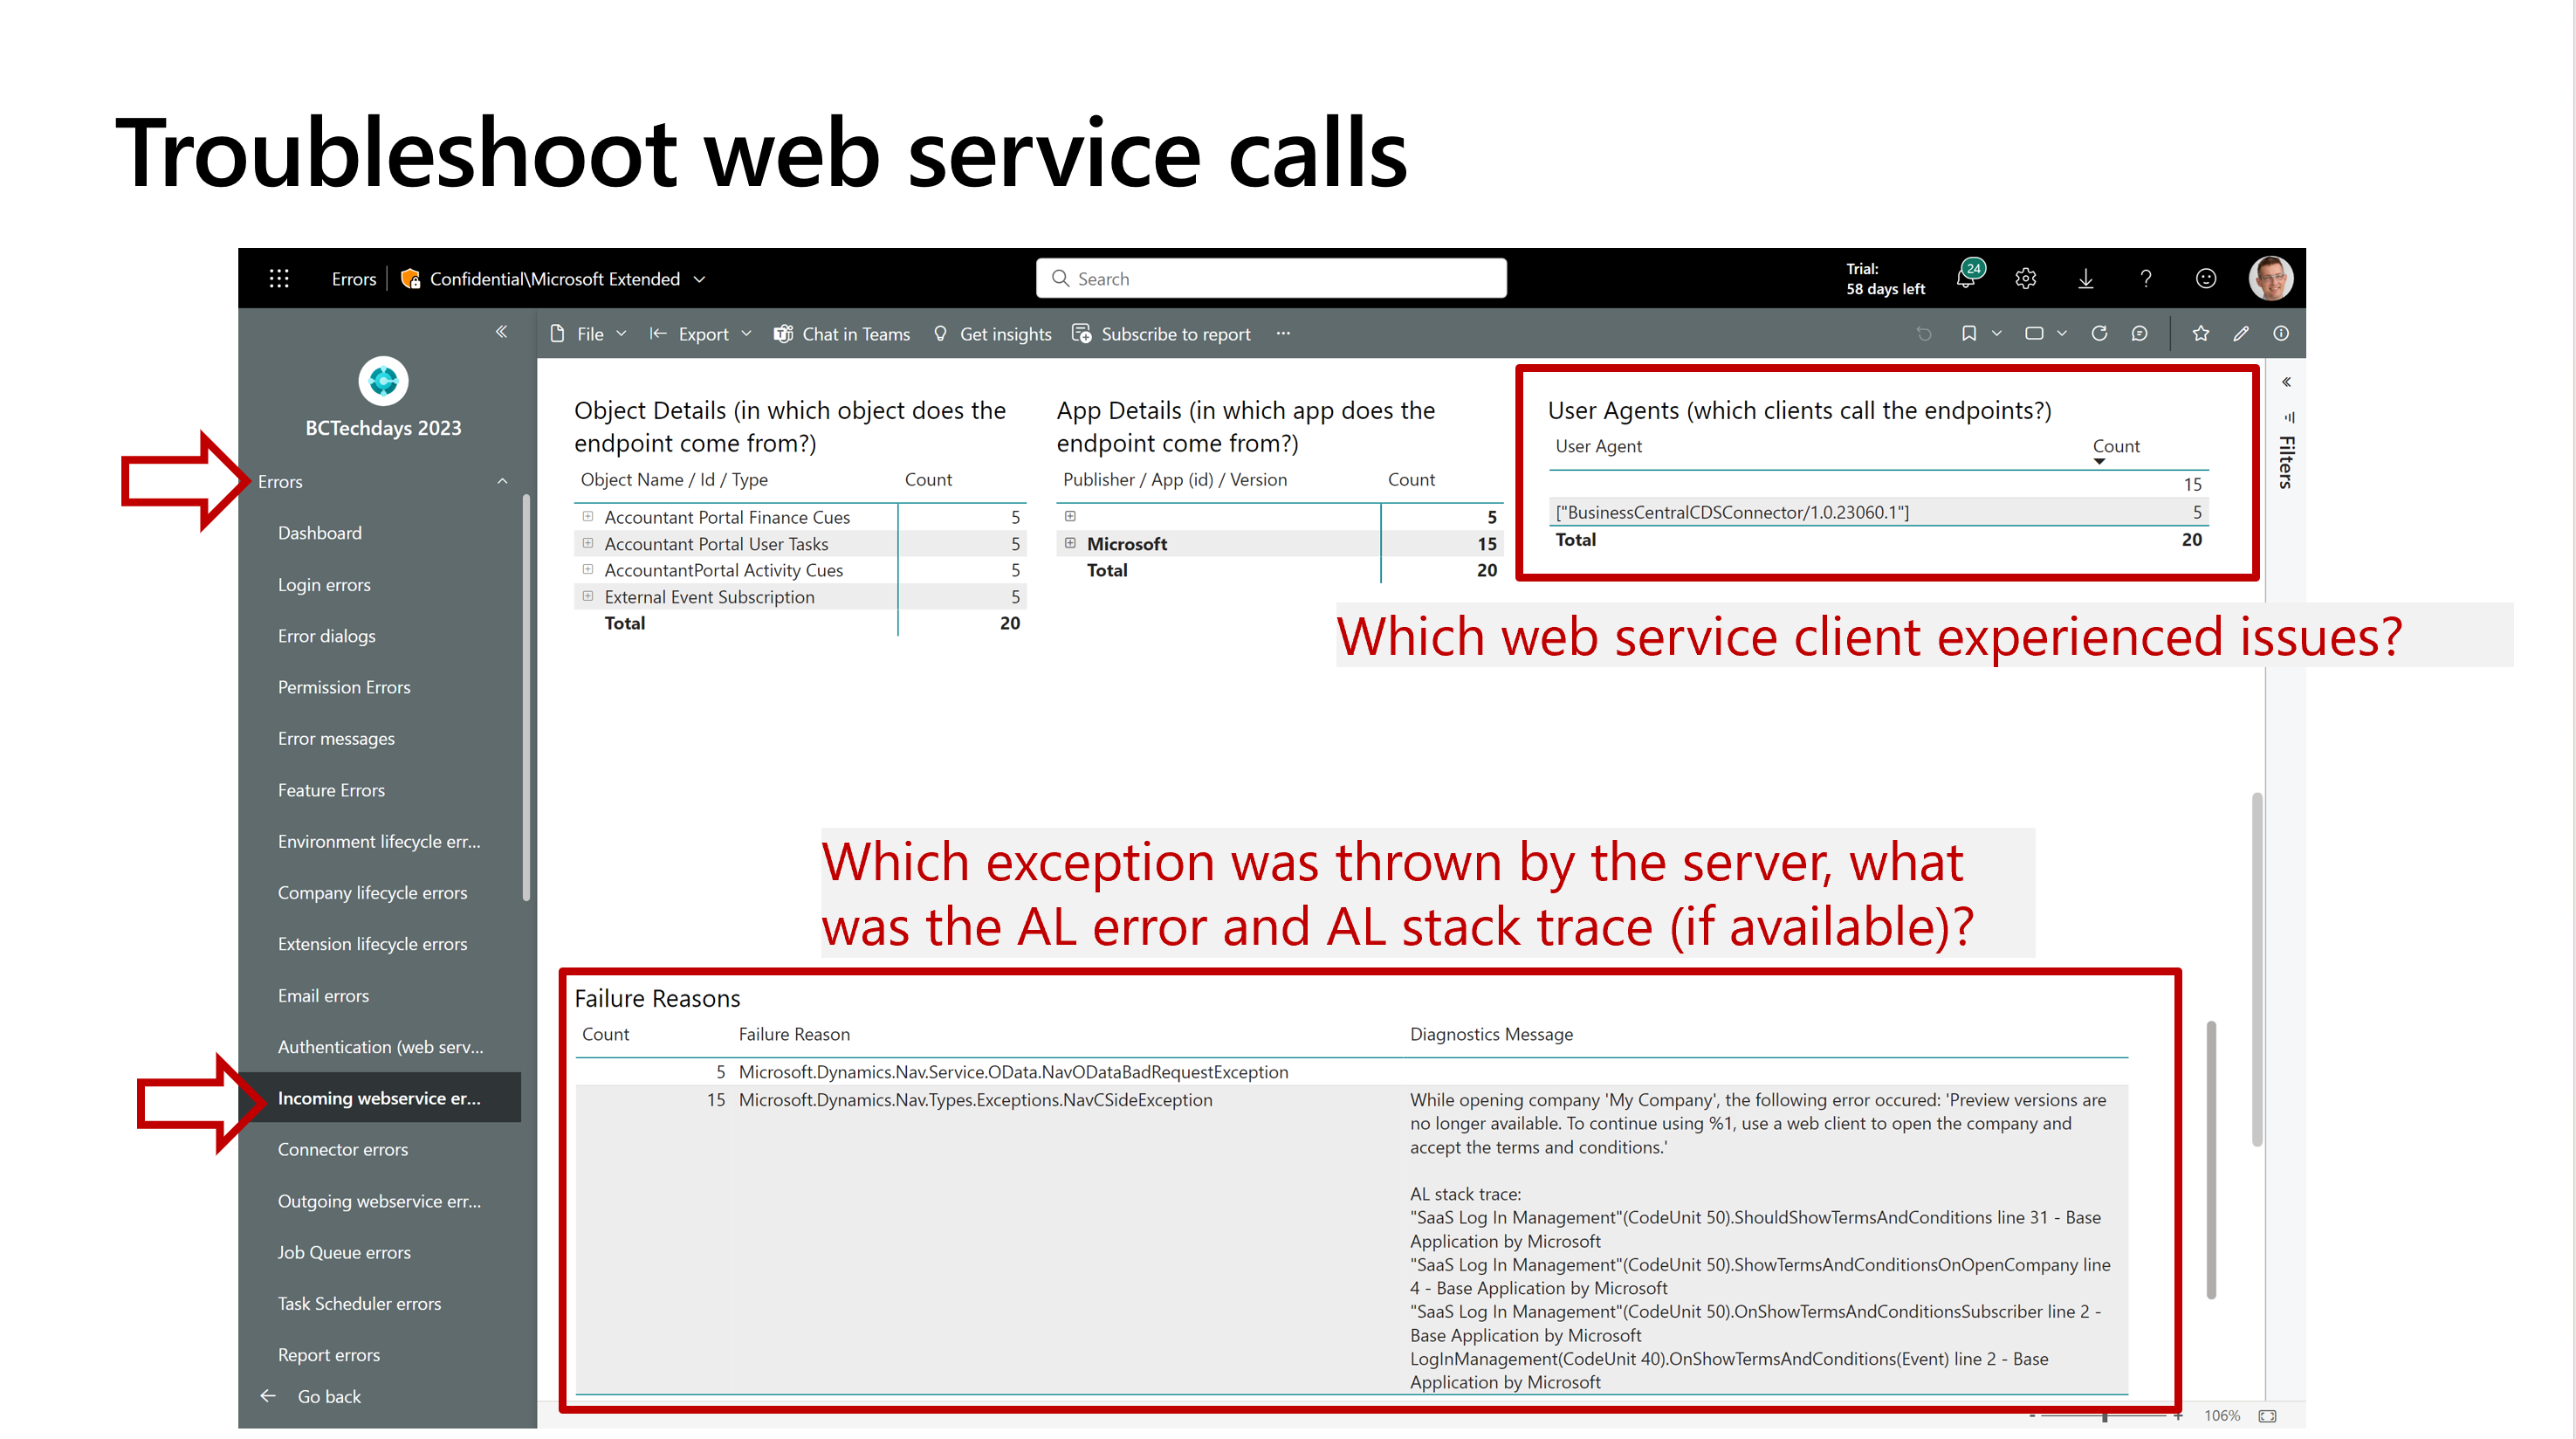 Troubleshoot web service calls
Errors
Confidential\Microsoft Extended
Search
Trial:
58 days left
24
File
Export
Chat in Teams
Get insights
Subscribe to report
BCTechdays 2023
Errors
Dashboard
Login errors
Error dialogs
Permission Errors
Error messages
Feature Errors
Environment lifecycle err...
Company lifecycle errors
Extension lifecycle errors
Email errors
Authentication (web serv...
Incoming webservice er...
Connector errors
Outgoing webservice err...
Job Queue errors
Task Scheduler errors
Report errors
Go back
Object Details (in which object does the
endpoint come from?)
Object Name / Id / Type Count
Accountant Portal Finance Cues 5
Accountant Portal User Tasks 5
AccountantPortal Activity Cues 5
External Event Subscription 5
Total 20
App Details (in which app does the
endpoint come from?)
Publisher / App (id) / Version Count
5
Microsoft 15
Total 20
User Agents (which clients call the endpoints?)
User Agent Count
15
["BusinessCentralCDSConnector/1.0.23060.1"] 5
Total 20
Filters
Which web service client experienced issues?
Which exception was thrown by the server, what
was the AL error and AL stack trace (if available)?
Failure Reasons
Count Failure Reason Diagnostics Message
5 Microsoft.Dynamics.Nav.Service.OData.NavODataBadRequestException
15 Microsoft.Dynamics.Nav.Types.Exceptions.NavCSideException While opening company 'My Company', the following error occured: 'Preview versions are
no longer available. To continue using %1, use a web client to open the company and
accept the terms and conditions.'
AL stack trace:
"SaaS Log In Management"(CodeUnit 50).ShouldShowTermsAndConditions line 31 - Base
Application by Microsoft
"SaaS Log In Management"(CodeUnit 50).ShowTermsAndConditionsOnOpenCompany line
4 - Base Application by Microsoft
"SaaS Log In Management"(CodeUnit 50).OnShowTermsAndConditionsSubscriber line 2 -
Base Application by Microsoft
LogInManagement(CodeUnit 40).OnShowTermsAndConditions(Event) line 2 - Base
Application by Microsoft
106%